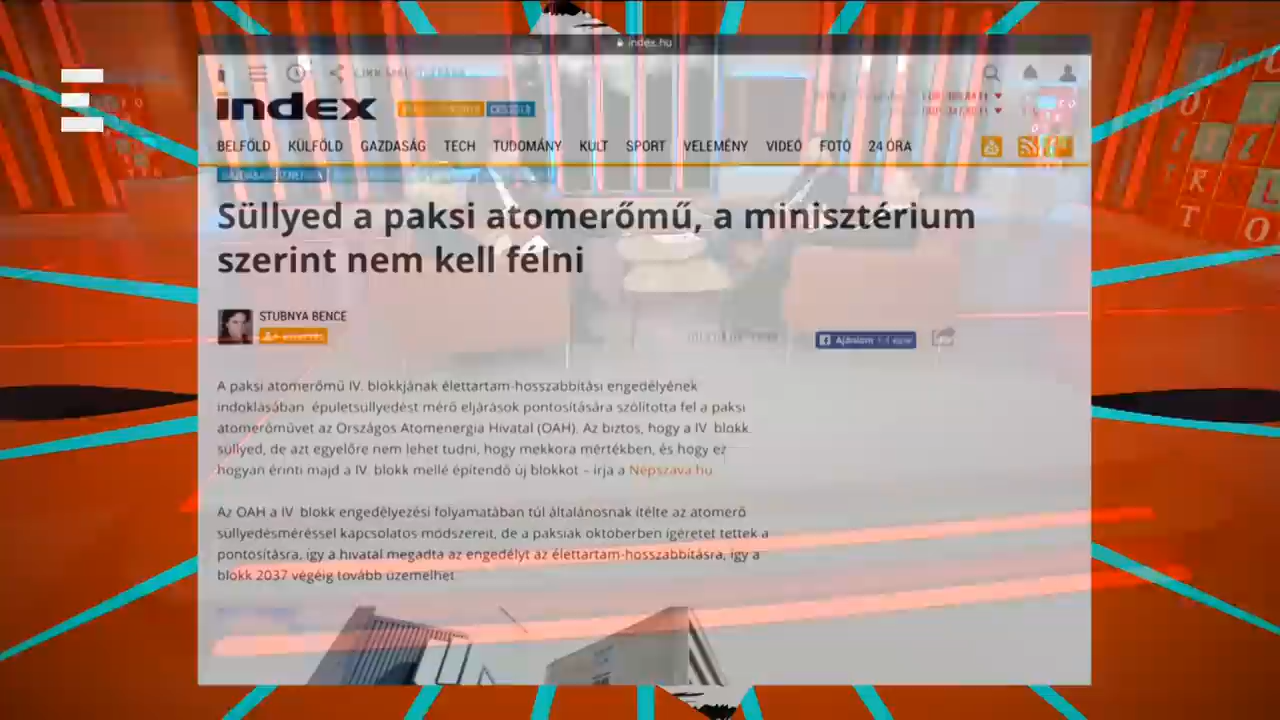 index.hu
index
BELFÖLD KÜLFÖLD GAZDASÁG TECH TUDOMÁNY KULT SPORT VÉLEMÉNY VIDEÓ FOTÓ 24 ÓRA
Süllyed a paksi atomerőmű, a minisztérium
szerint nem kell félni
STUBNYA BENCE
Ajánlom
A paksi atomerőmű IV. blokkjának élettartam-hosszabbítási engedélyének
indoklásában épületsüllyedést mérő eljárások pontosítására szólította fel a paksi
atomerőművet az Országos Atomenergia Hivatal (OAH). Az biztos, hogy a IV. blokk
süllyed, de azt egyelőre nem lehet tudni, hogy mekkora mértékben, és hogy ez
hogyan érinti majd a IV. blokk mellé építendő új blokkot – írja a Népszava.hu.
Az OAH a IV. blokk engedélyezési folyamatában túl általánosnak ítélte az atomerő
süllyedésméréssel kapcsolatos módszereit, de a paksiak októberben ígéretet tettek a
pontosításra, így a hivatal megadta az engedélyt az élettartam-hosszabbításra, így a
blokk 2037 végéig tovább üzemelhet.